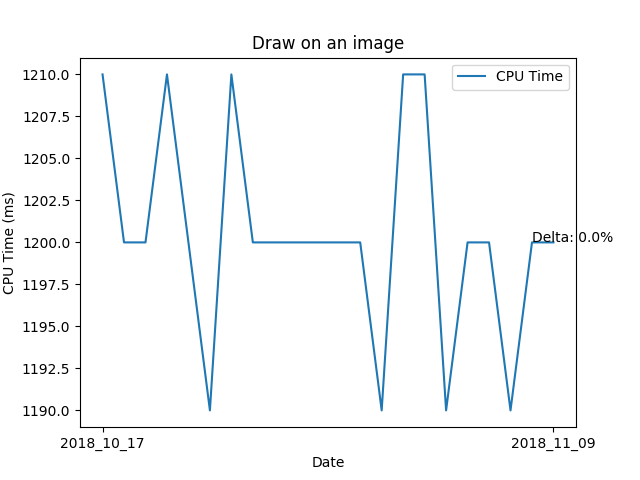 Draw on an image
CPU Time
1210.0
1207.5
1205.0
1202.5
1200.0
1197.5
1195.0
1192.5
1190.0
CPU Time (ms)
Delta: 0.0%
2018_10_17
2018_11_09
Date